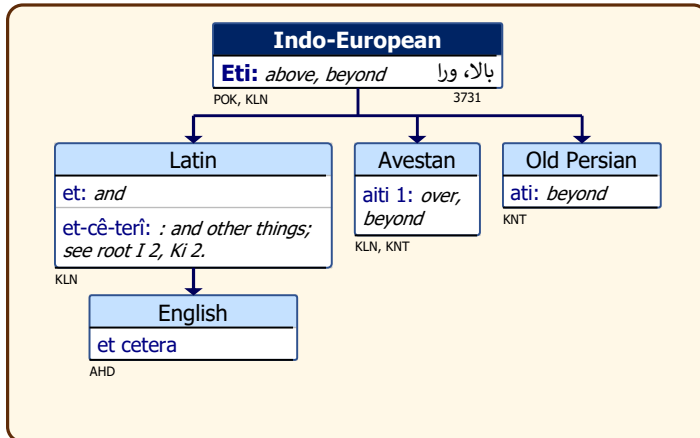 Indo-European
Eti: above, beyond بالا، ورا
POK, KLN 3731
Latin
et: and
et-cê-terî: : and other things;
see root I 2, Ki 2.
KLN
Avestan
aiti 1: over,
beyond
KLN, KNT
Old Persian
ati: beyond
KNT
English
et cetera
AHD